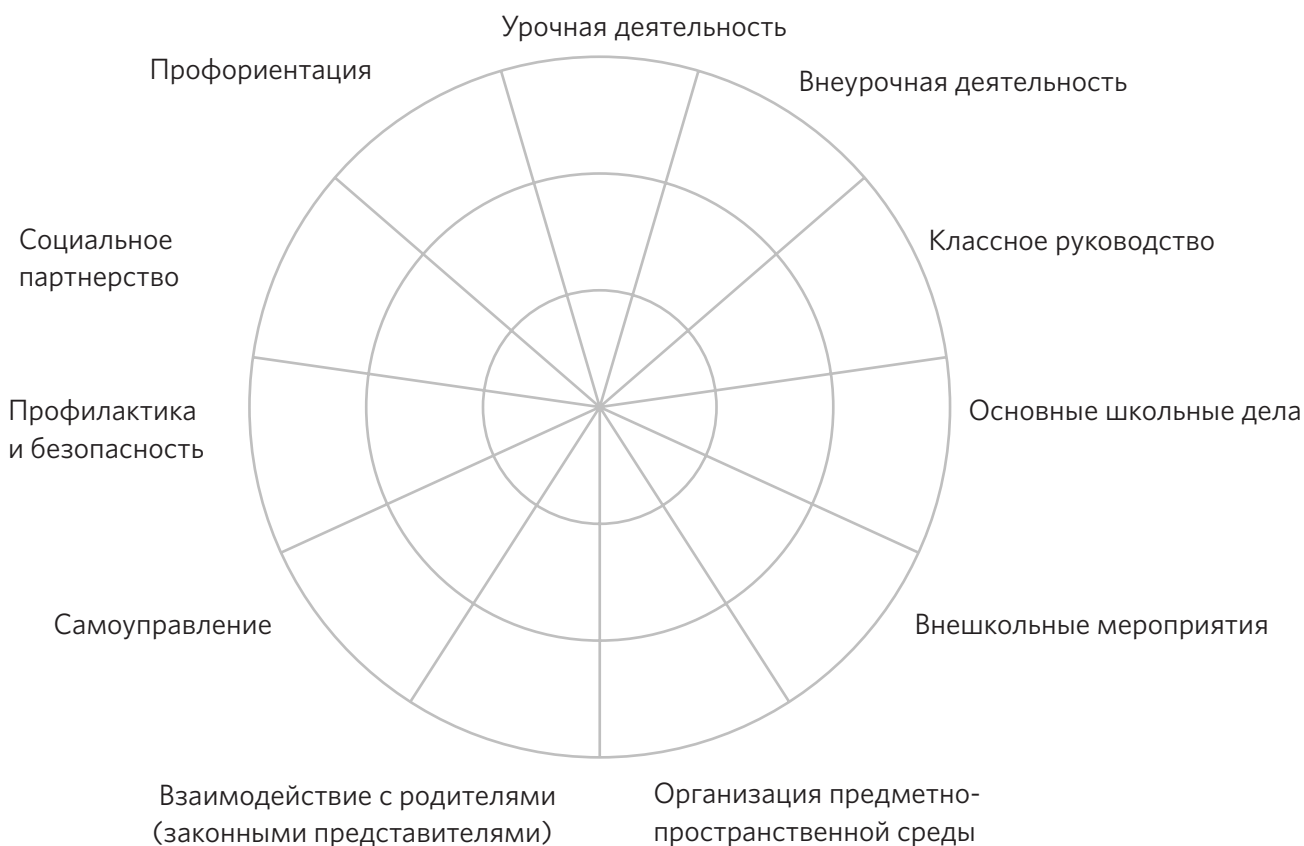 Урочная деятельность
Профориентация
Внеурочная деятельность
Социальное
партнерство
Классное руководство
Профилактика
и безопасность
Основные школьные дела
Самоуправление
Внешкольные мероприятия
Взаимодействие с родителями
(законными представителями)
Организация предметно-
пространственной среды